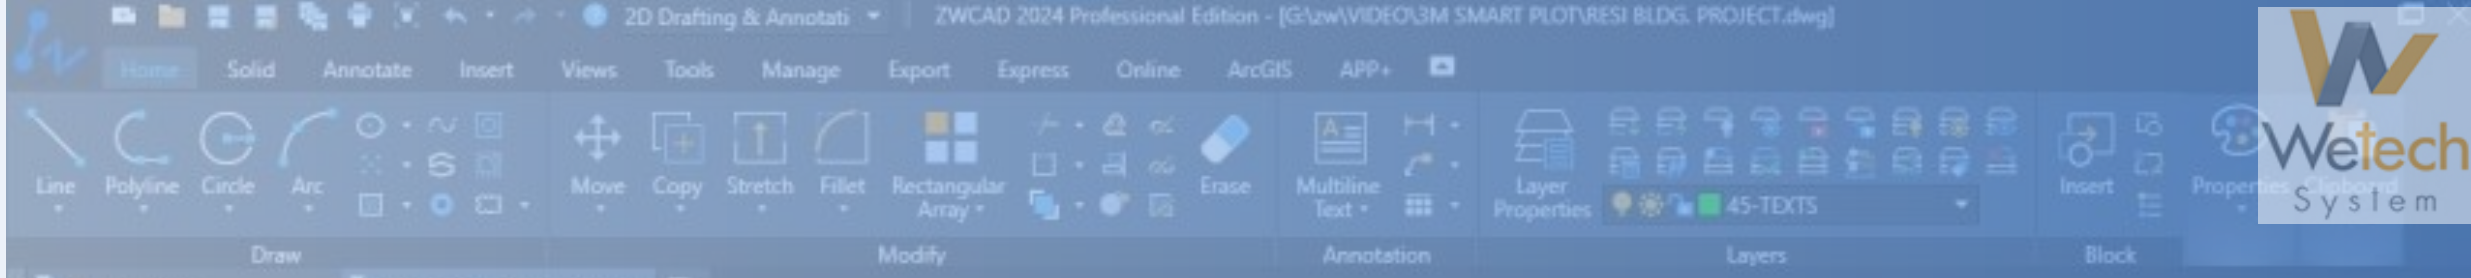 2D Drafting & Annotati
ZWCAD 2024 Professional Edition - [G:\zw\VIDEO\3M SMART PLOT\RESI BLDG. PROJECT.dwg]
Home Solid Annotate Insert Views Tools Manage Export Express Online ArcGIS APP+
Line Polyline Circle Arc
Move Copy Stretch Fillet Rectangular Array Erase
Multiline Text
Layer Properties
45-TEXTS
Insert
Properties
Clipboard
Draw Modify Annotation Layers Block
Wetech
System